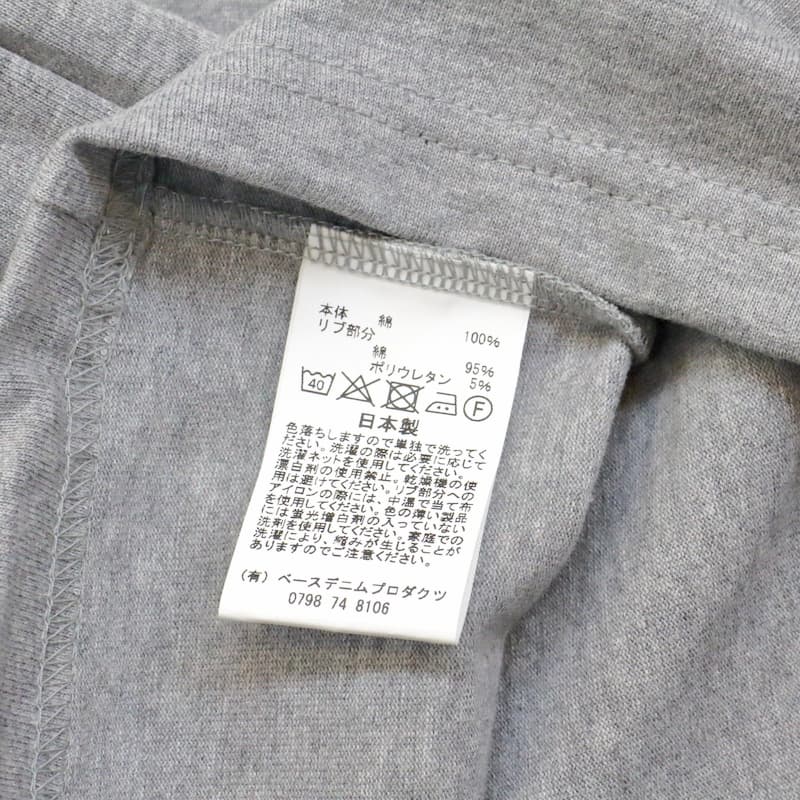 本体 綿 100%
リブ部分
綿 95%
ポリウレタン 5%
40 F
日本製
色落ちしますので単独で洗ってく
ださい。洗濯の際は必要に応じて
洗濯ネットを使用してください。
漂白剤の使用禁止。乾燥機の使
用は避けてください。リブ部分への
アイロンの際には、中温で当て布
を使用してください。色の薄い製品
には蛍光増白剤の入っていない
洗剤を使用してください。家庭での
洗濯により、縮みが生じることが
ありますのでご注意ください。
(有) ベースデニムプロダクツ
0798 74 8106